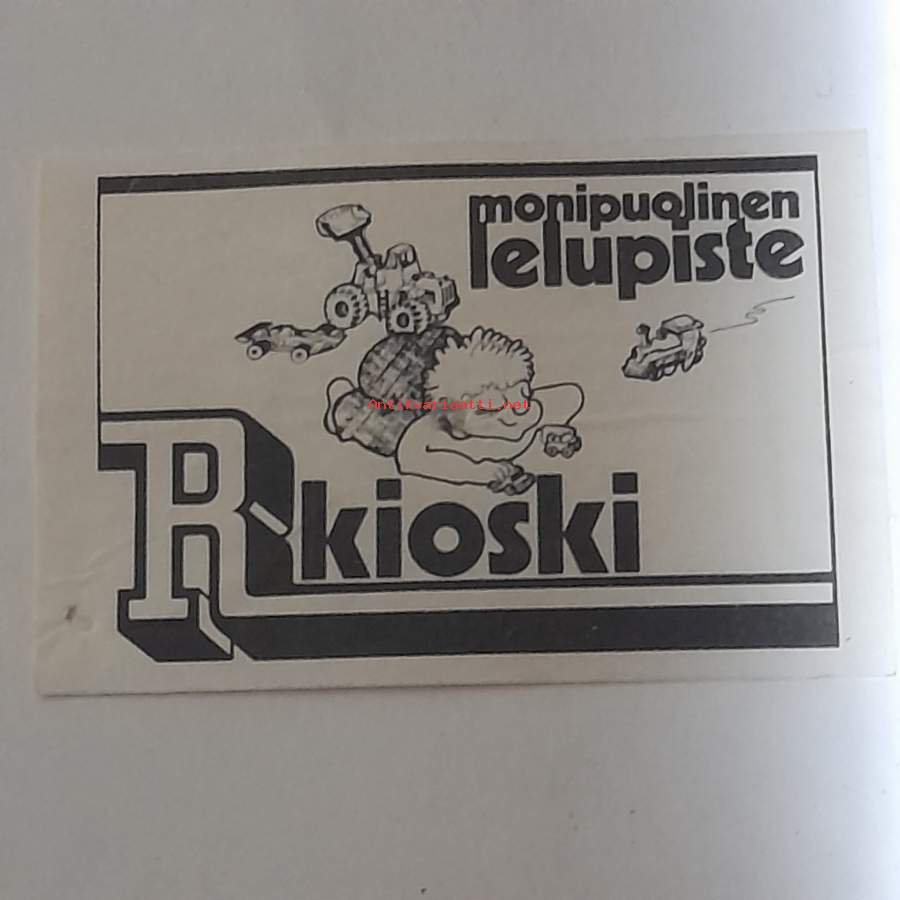 monipuolinen
lelupiste
Antikvariaatti.net
R-kioski